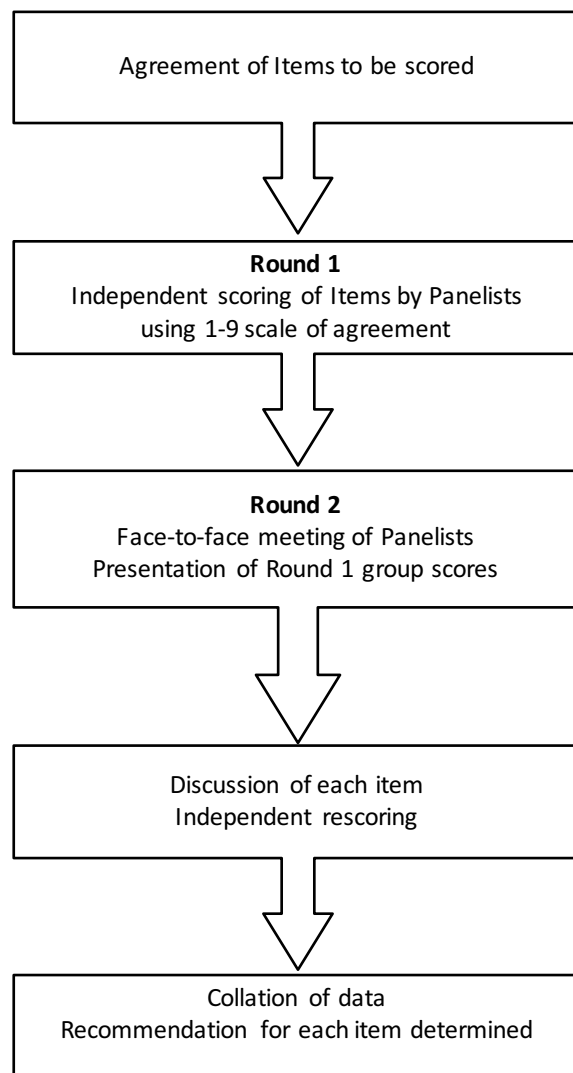 Agreement of Items to be scored
Round 1
Independent scoring of Items by Panelists
using 1-9 scale of agreement
Round 2
Face-to-face meeting of Panelists
Presentation of Round 1 group scores
Discussion of each item
Independent rescoring
Collation of data
Recommendation for each item determined